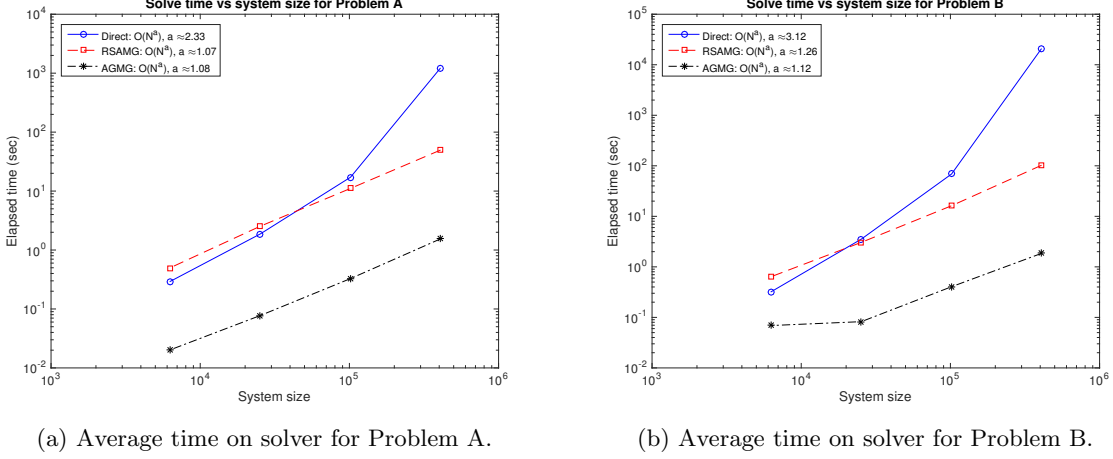 Solve time vs system size for Problem A
10^4
10^3
10^2
10^1
10^0
10^-1
10^-2
Elapsed time (sec)
Direct: O(N^a), a ≈2.33
RSAMG: O(N^a), a ≈1.07
AGMG: O(N^a), a ≈1.08
10^3 10^4 10^5 10^6
System size
(a) Average time on solver for Problem A.
Solve time vs system size for Problem B
10^5
10^4
10^3
10^2
10^1
10^0
10^-1
10^-2
Elapsed time (sec)
Direct: O(N^a), a ≈3.12
RSAMG: O(N^a), a ≈1.26
AGMG: O(N^a), a ≈1.12
10^3 10^4 10^5 10^6
System size
(b) Average time on solver for Problem B.